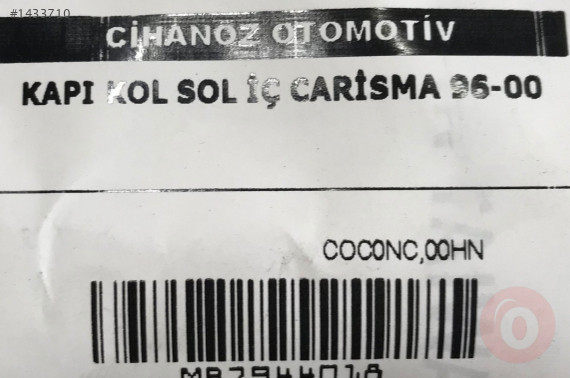 #1433710
CİHANOZ OTOMOTİV
KAPI KOL SOL İÇ CARİSMA 96-00
COC0NC,00HN